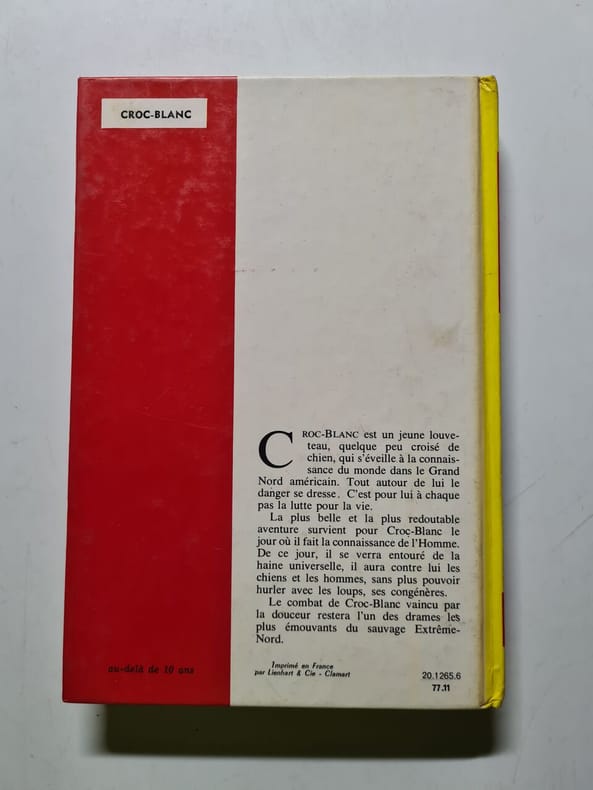 CROC-BLANC
CROC-BLANC est un jeune louve-
teau, quelque peu croisé de
chien, qui s'éveille à la connais-
sance du monde dans le Grand
Nord américain. Tout autour de lui le
danger se dresse. C'est pour lui à chaque
pas la lutte pour la vie.
La plus belle et la plus redoutable
aventure survient pour Croc-Blanc le
jour où il fait la connaissance de l'Homme.
De ce jour, il se verra entouré de la
haine universelle, il aura contre lui les
chiens et les hommes, sans plus pouvoir
hurler avec les loups, ses congénères.
Le combat de Croc-Blanc vaincu par
la douceur restera l'un des drames les
plus émouvants du sauvage Extrême-
Nord.
au-delà de 10 ans
Imprimé en France
par Lienhart & Cie - Clamart
20.1265.6
77.11